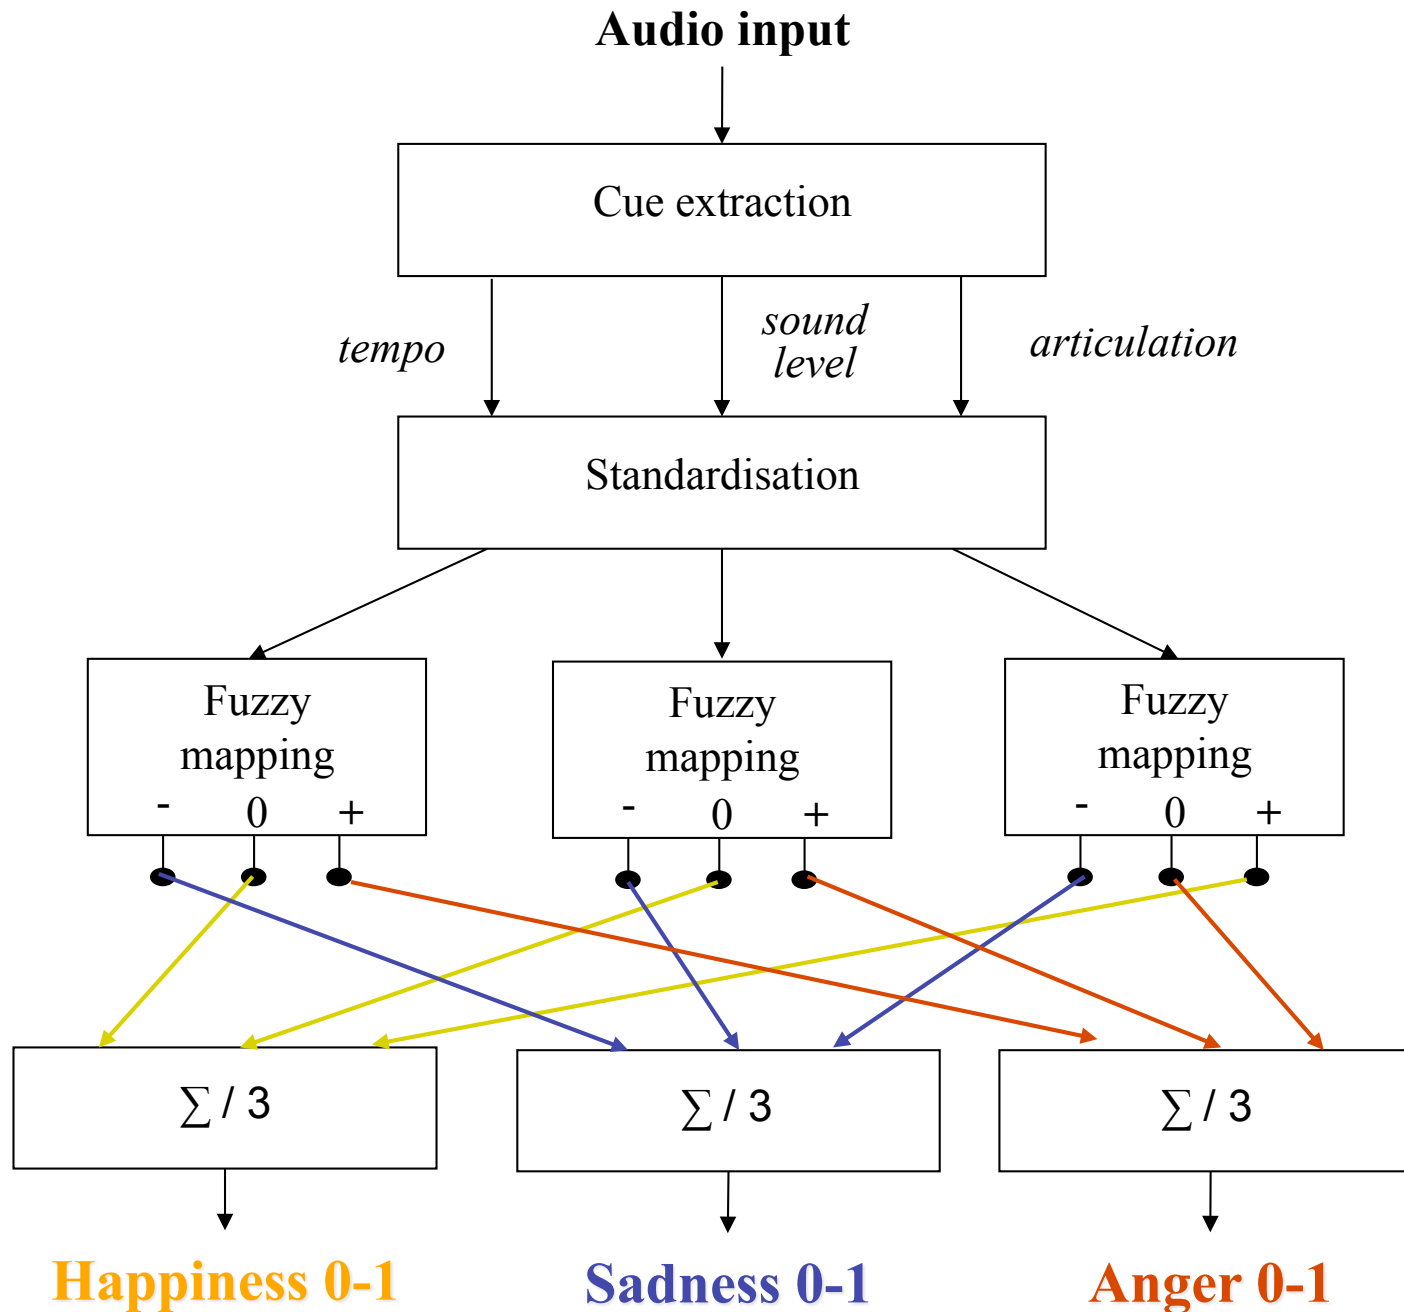 Audio input
Cue extraction
tempo
sound
level
articulation
Standardisation
Fuzzy
mapping
- 0 +
Fuzzy
mapping
- 0 +
Fuzzy
mapping
- 0 +
∑ / 3
∑ / 3
∑ / 3
Happiness 0-1
Sadness 0-1
Anger 0-1